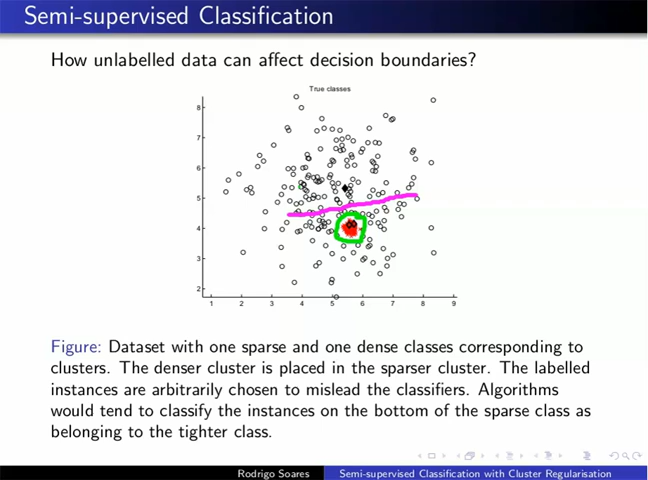 Semi-supervised Classification
How unlabelled data can affect decision boundaries?
True classes
8
7
6
5
4
3
2
1 2 3 4 5 6 7 8 9
Figure: Dataset with one sparse and one dense classes corresponding to
clusters. The denser cluster is placed in the sparser cluster. The labelled
instances are arbitrarily chosen to mislead the classifiers. Algorithms
would tend to classify the instances on the bottom of the sparse class as
belonging to the tighter class.
Rodrigo Soares Semi-supervised Classification with Cluster Regularisation